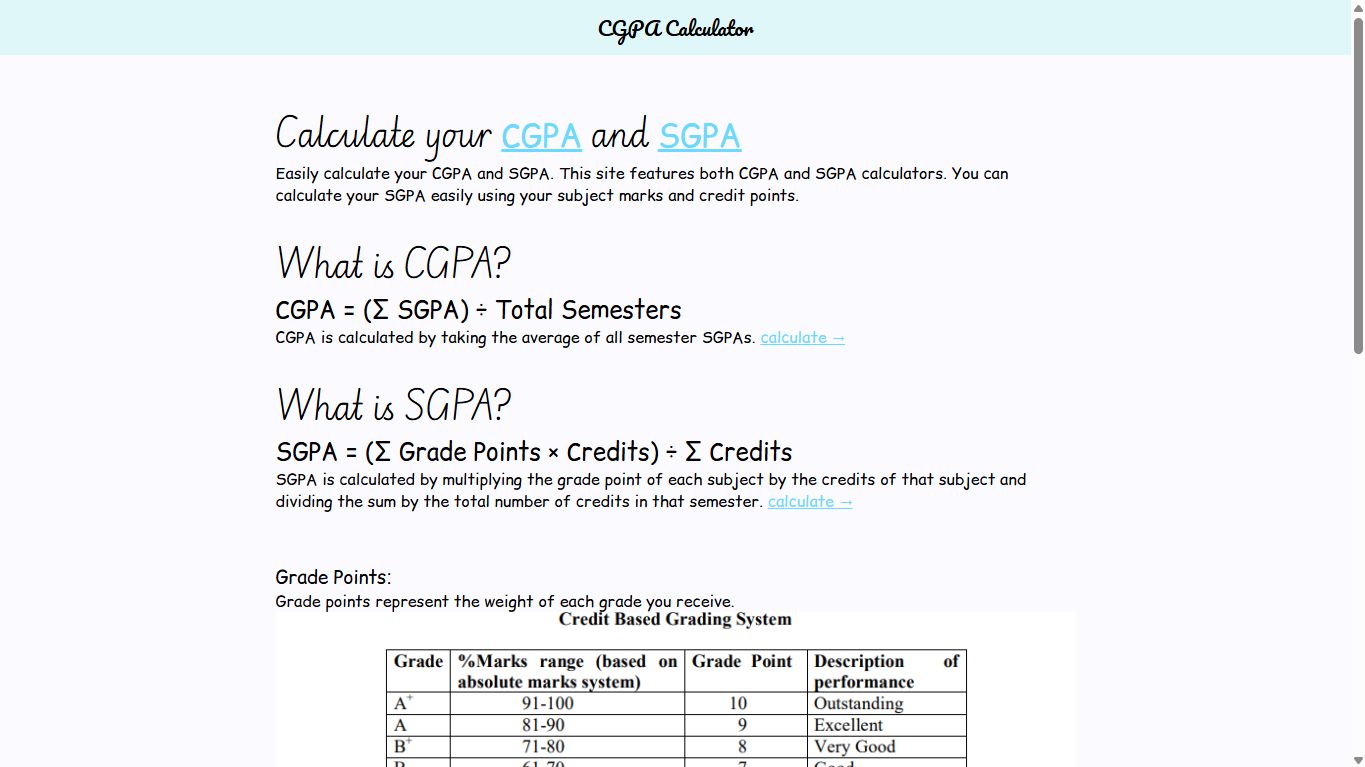 CGPA Calculator
Calculate your CGPA and SGPA
Easily calculate your CGPA and SGPA. This site features both CGPA and SGPA calculators. You can
calculate your SGPA easily using your subject marks and credit points.
What is CGPA?
CGPA = (Σ SGPA) ÷ Total Semesters
CGPA is calculated by taking the average of all semester SGPAs. calculate →
What is SGPA?
SGPA = (Σ Grade Points × Credits) ÷ Σ Credits
SGPA is calculated by multiplying the grade point of each subject by the credits of that subject and
dividing the sum by the total number of credits in that semester. calculate →
Grade Points:
Grade points represent the weight of each grade you receive.
Credit Based Grading System
Grade %Marks range (based on Grade Point Description of
absolute marks system) performance
A+ 91-100 10 Outstanding
A 81-90 9 Excellent
B+ 71-80 8 Very Good